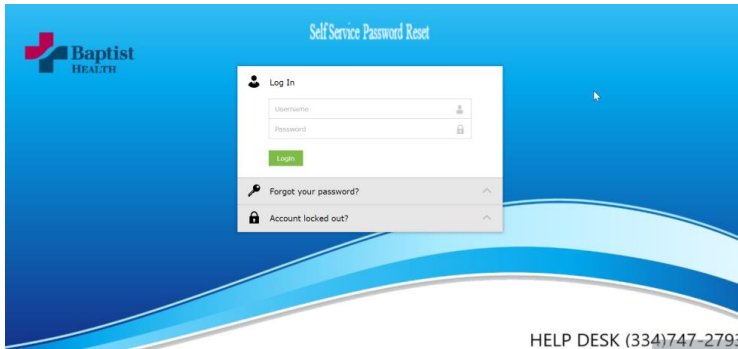 Self Service Password Reset
Baptist
HEALTH
Log In
Username
Password
Login
Forgot your password?
Account locked out?
HELP DESK (334)747-2793